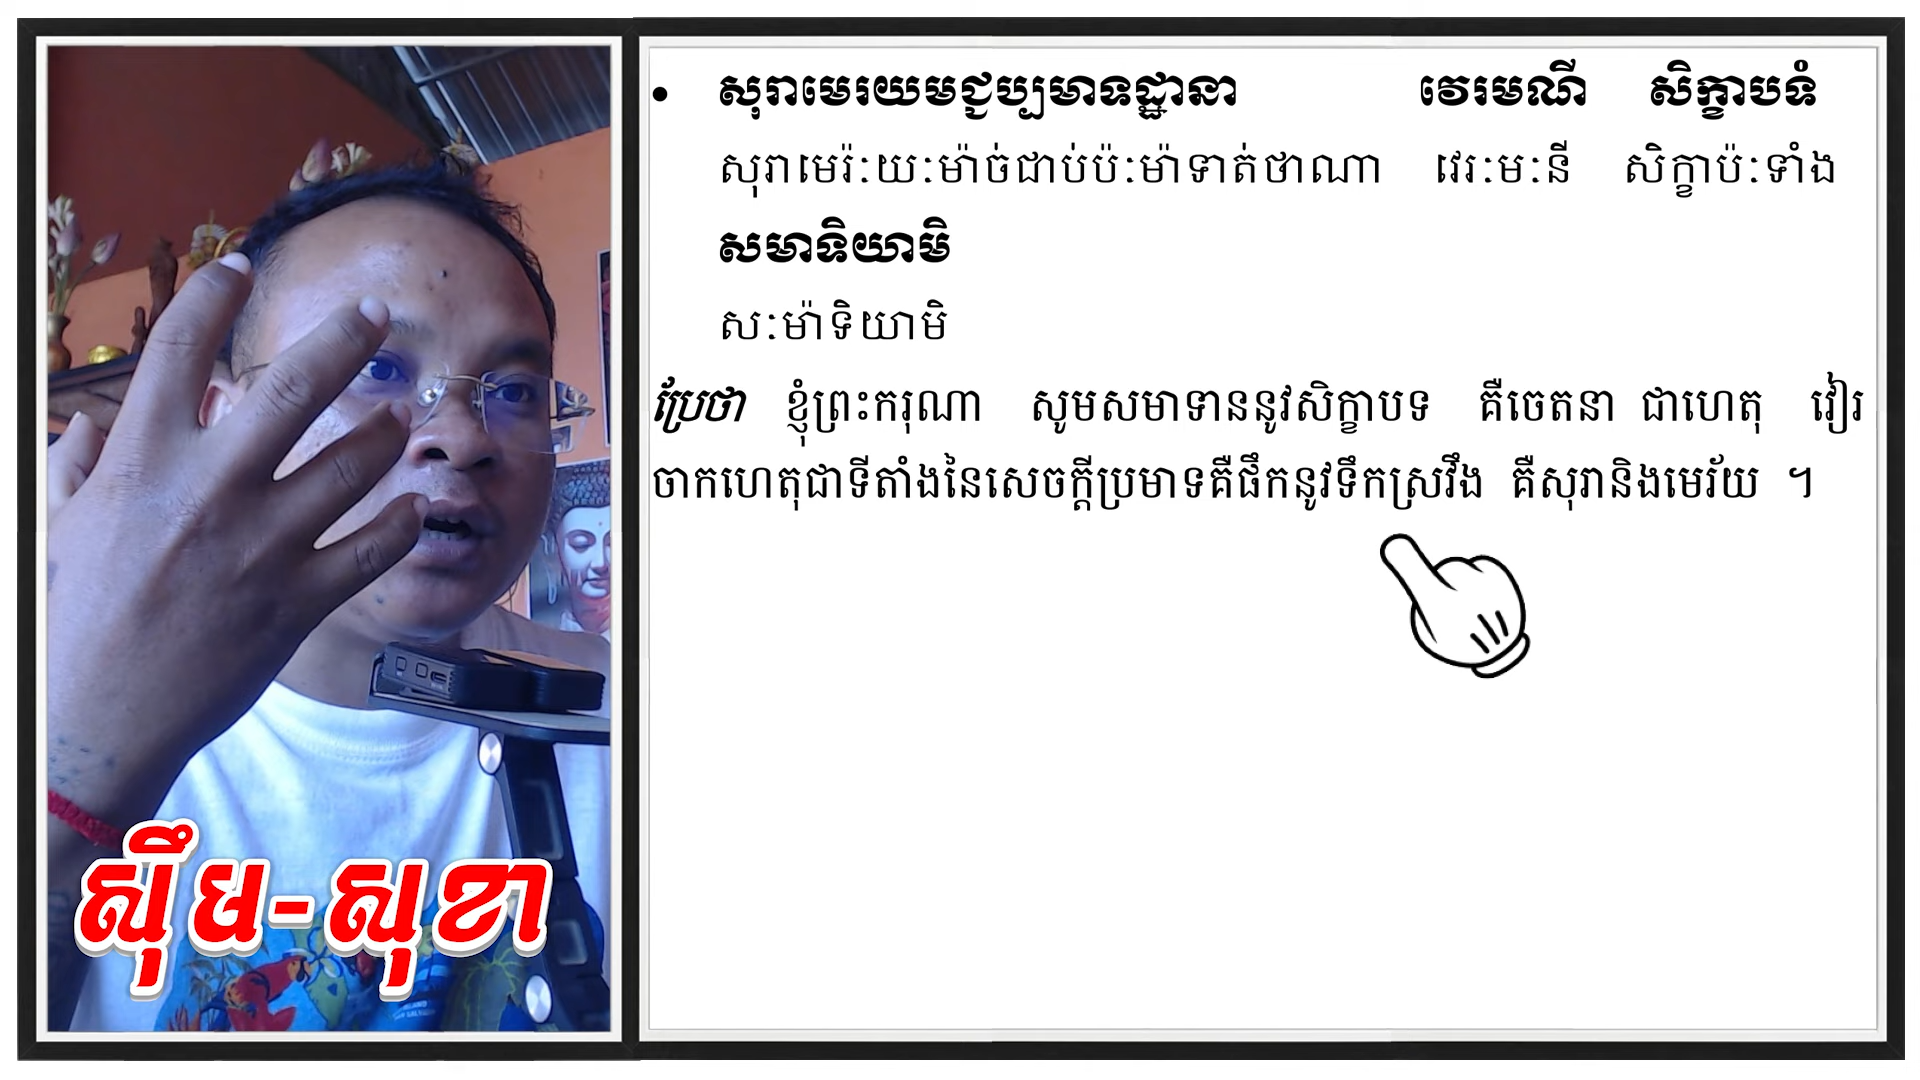 សុរាមេរយមជ្ជប្បមាទដ្ឋានា វេរមណី សិក្ខាបទំ
សុរាមេរ៉ៈយៈម៉ាច់ជាប់ប៉ៈម៉ាទាត់ថាណា វេរៈមៈនី សិក្ខាប៉ៈទាំង
សមាទិយាមិ
សៈម៉ាទិយាមិ
ប្រែថា ខ្ញុំព្រះករុណា សូមសមាទាននូវសិក្ខាបទ គឺចេតនា ជាហេតុ វៀរ
ចាកហេតុជាទីតាំងនៃសេចក្តីប្រមាទគឺផឹកនូវទឹកស្រវឹង គឺសុរានិងមេរ័យ ។
ស៊ឹម-សុខា